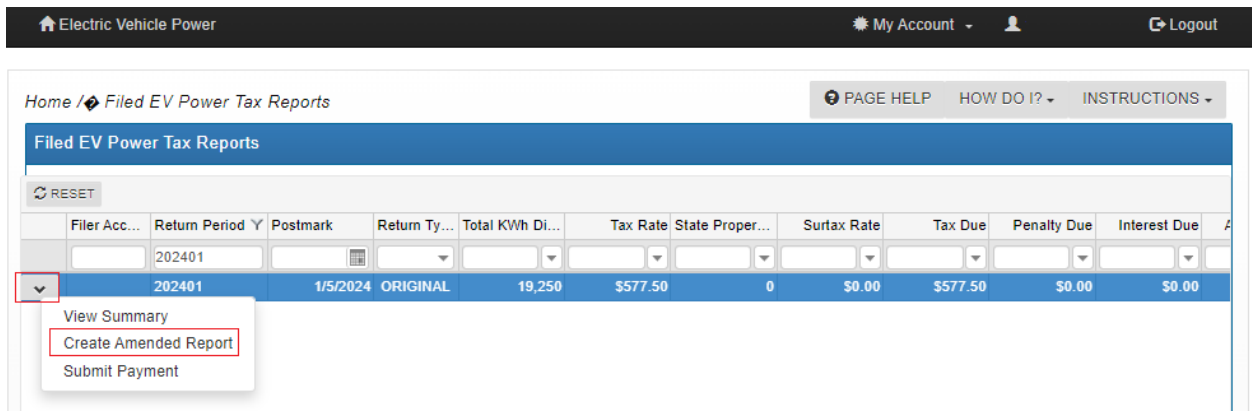 Electric Vehicle Power My Account Logout
Home /� Filed EV Power Tax Reports PAGE HELP HOW DO I? INSTRUCTIONS
Filed EV Power Tax Reports
RESET
Filer Acc... Return Period Postmark Return Ty... Total KWh Di... Tax Rate State Proper... Surtax Rate Tax Due Penalty Due Interest Due A
202401
202401 1/5/2024 ORIGINAL 19,250 $577.50 0 $0.00 $577.50 $0.00 $0.00
View Summary
Create Amended Report
Submit Payment